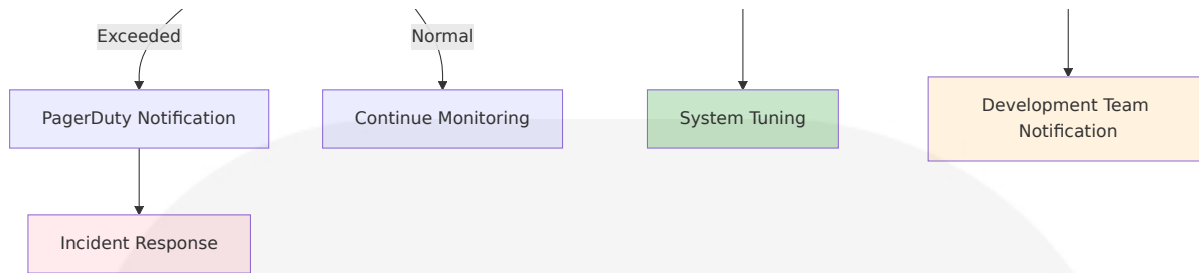 Exceeded
Normal
PagerDuty Notification
Continue Monitoring
System Tuning
Development Team
Notification
Incident Response